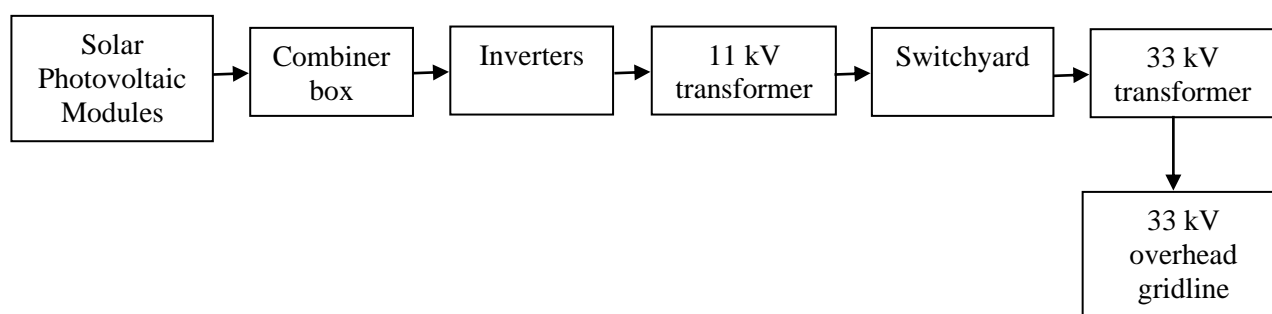 Solar
Photovoltaic
Modules
Combiner
box
Inverters
11 kV
transformer
Switchyard
33 kV
transformer
33 kV
overhead
gridline